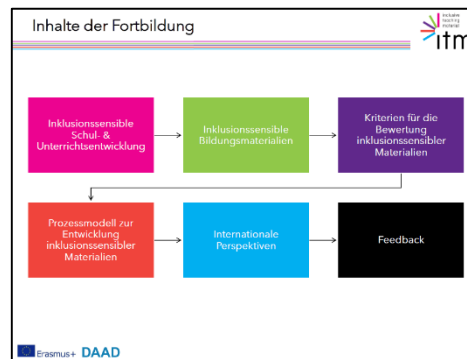 Inhalte der Fortbildung
inclusive
teaching
material
itm
Inklusionssensible
Schul- &
Unterrichtsentwicklung
Inklusionssensible
Bildungsmaterialien
Kriterien für die
Bewertung
inklusionssensibler
Materialien
Prozessmodell zur
Entwicklung
inklusionssensibler
Materialien
Internationale
Perspektiven
Feedback
Erasmus+ DAAD